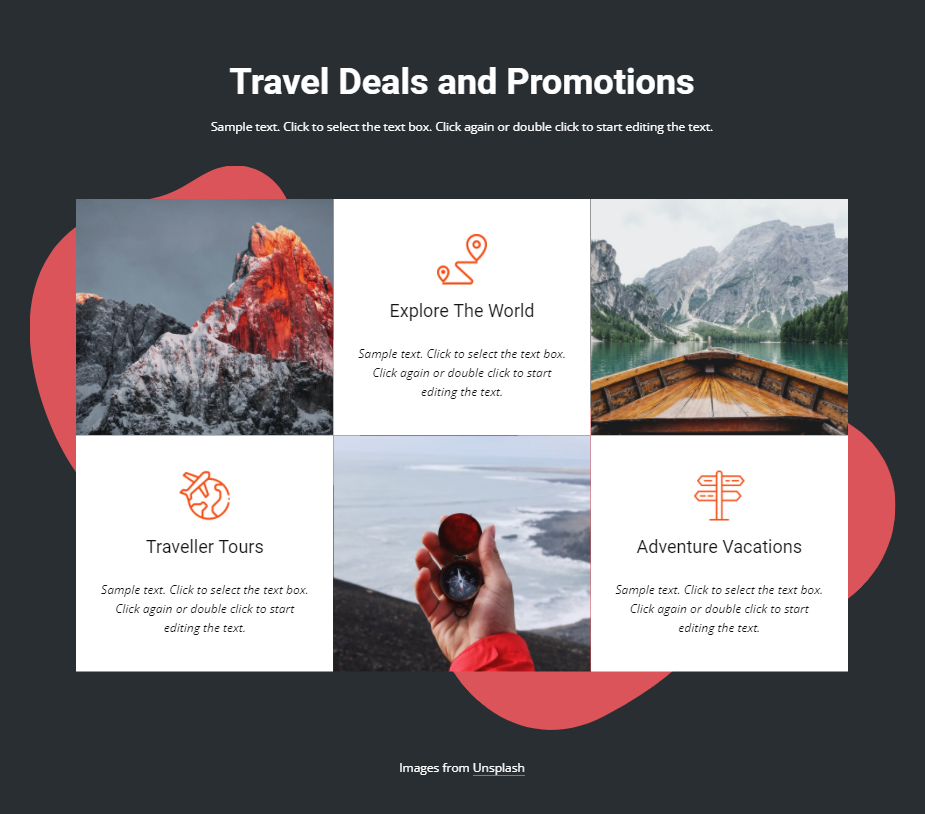 Travel Deals and Promotions
Sample text. Click to select the text box. Click again or double click to start editing the text.
Explore The World
Sample text. Click to select the text box.
Click again or double click to start
editing the text.
Traveller Tours
Sample text. Click to select the text box.
Click again or double click to start
editing the text.
Adventure Vacations
Sample text. Click to select the text box.
Click again or double click to start
editing the text.
Images from Unsplash